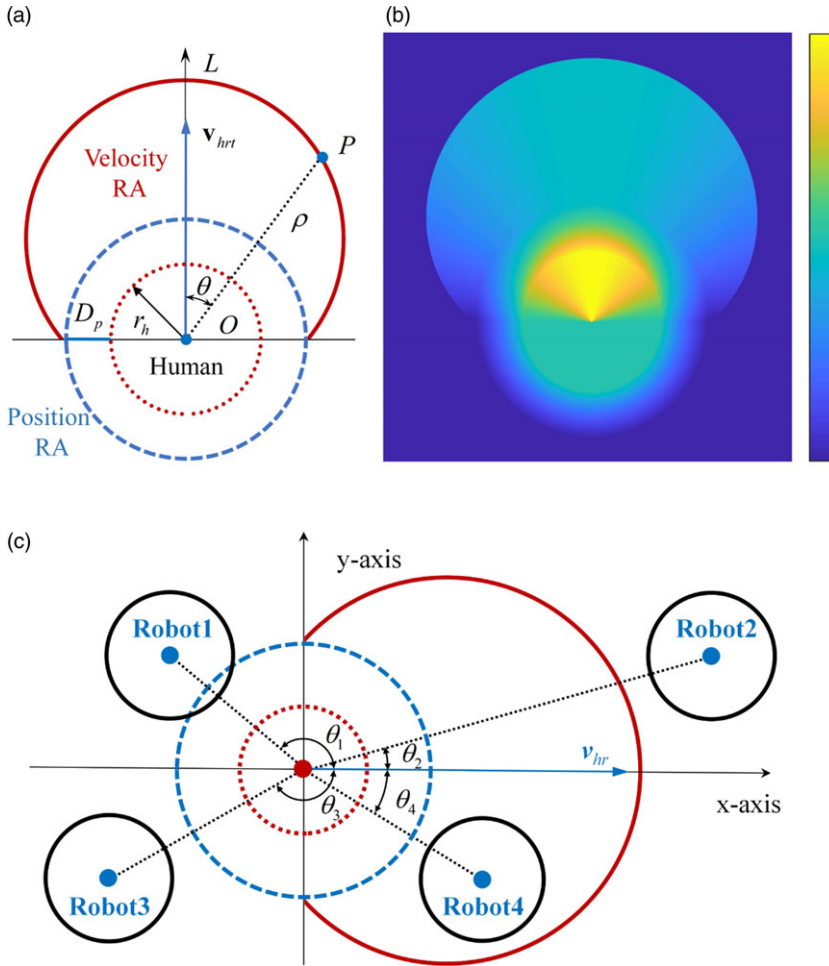 (a)
L
v_hrt
P
Velocity
RA
ρ
θ
D_p
r_h
O
Human
Position
RA
(b)
(c)
y-axis
Robot1
Robot2
θ_1
θ_2
v_hr
θ_3
θ_4
x-axis
Robot3
Robot4